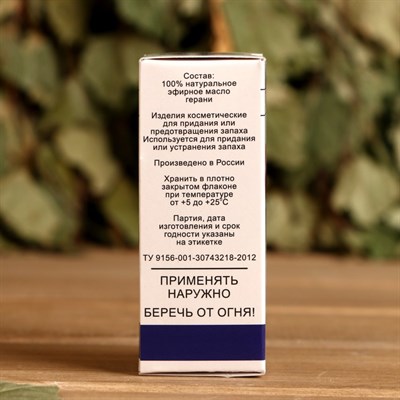 Состав:
100% натуральное
эфирное масло
герани
Изделия косметические
для придания или
предотвращения запаха
Используется для придания
или устранения запаха
Произведено в России
Хранить в плотно
закрытом флаконе
при температуре
от +5 до +25°C
Партия, дата
изготовления и срок
годности указаны
на этикетке
ТУ 9156-001-30743218-2012
ПРИМЕНЯТЬ
НАРУЖНО
БЕРЕЧЬ ОТ ОГНЯ!